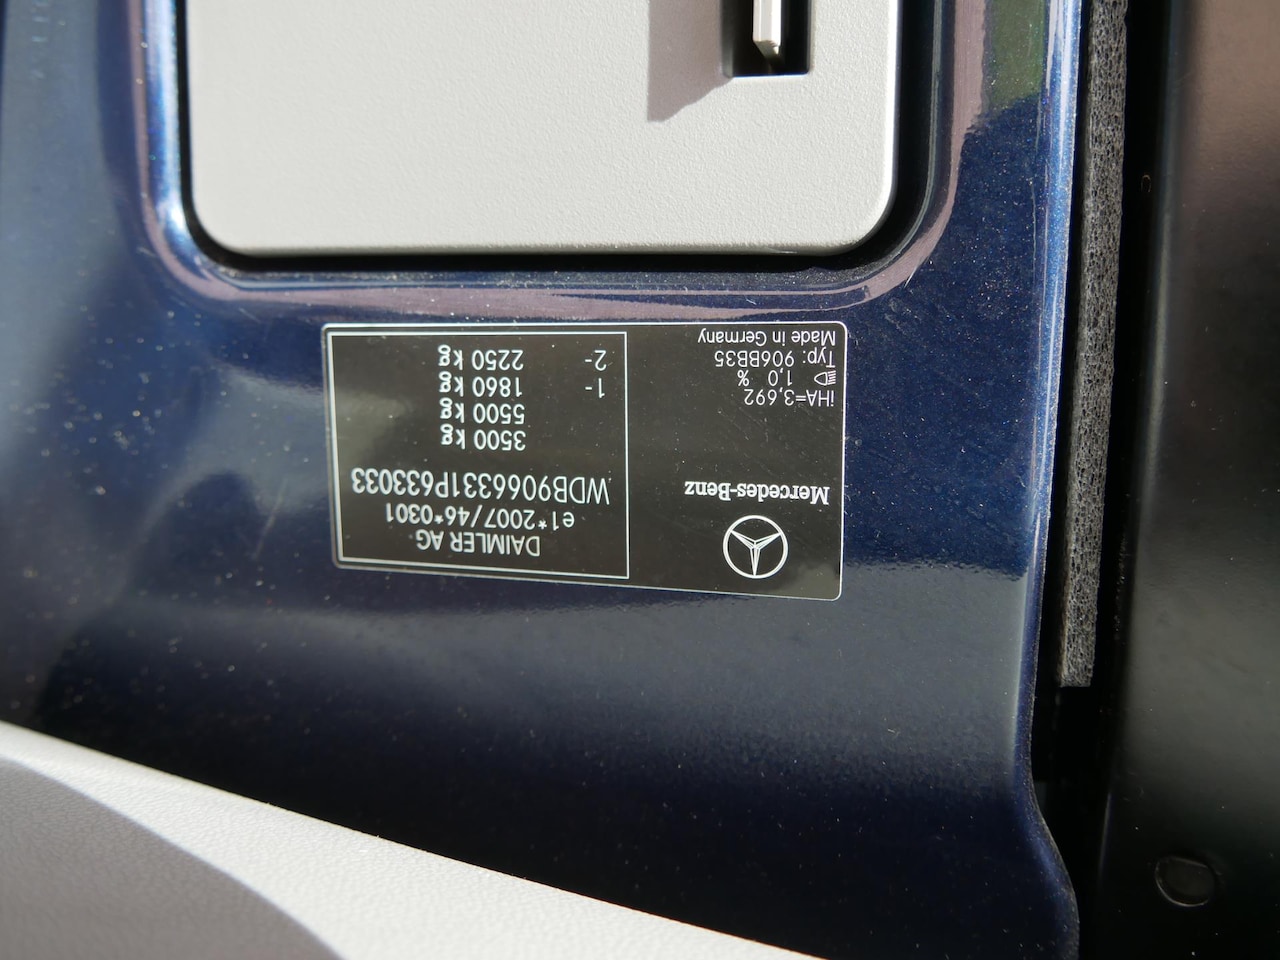 Mercedes-Benz
iHA=3,692
1,0 %
Typ: 906BB35
Made in Germany
DAIMLER AG
e1*2007/46*0301
WDB9066331P633033
3500 kg
5500 kg
1- 1860 kg
2- 2250 kg